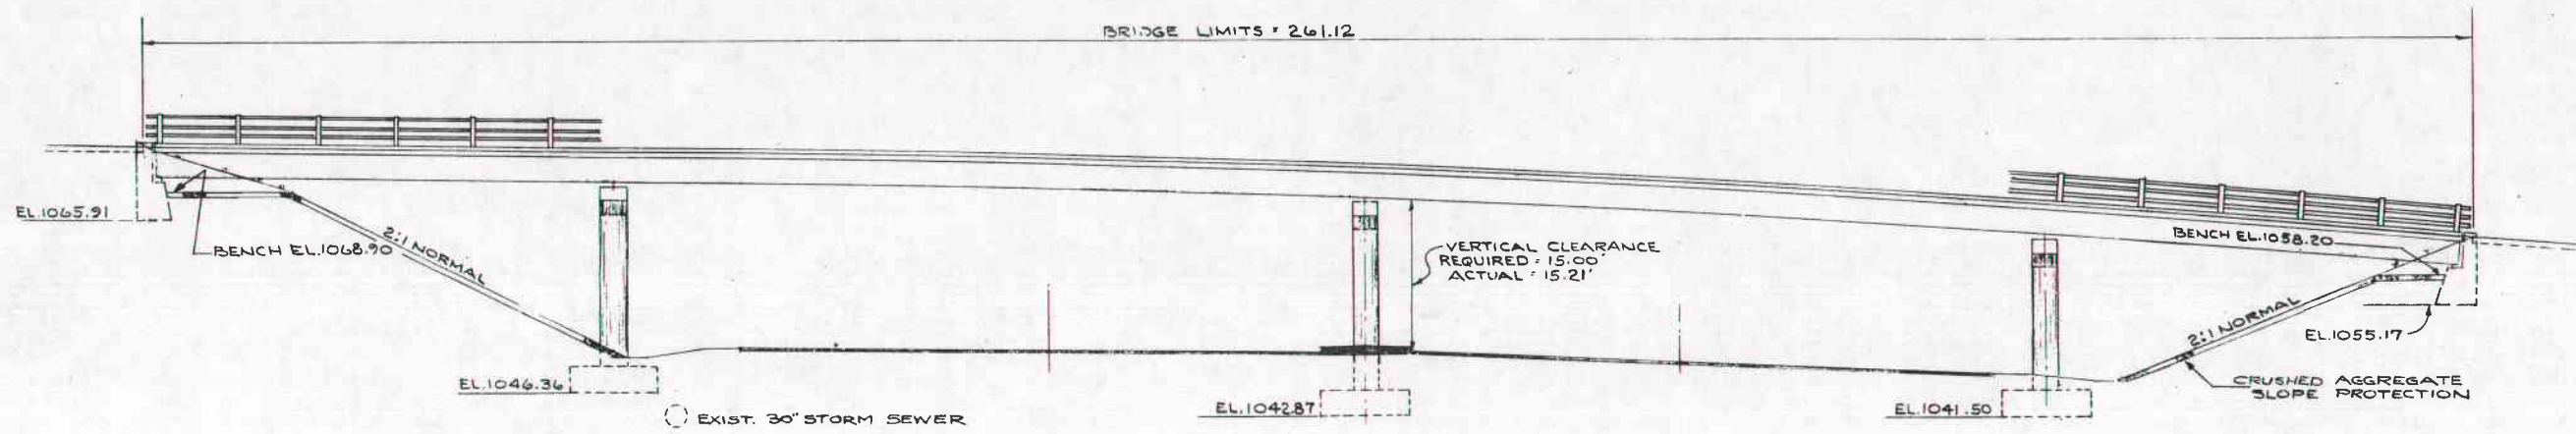 BRIDGE LIMITS = 261.12
EL.1065.91
BENCH EL.1068.90
2:1 NORMAL
VERTICAL CLEARANCE
REQUIRED = 15.00'
ACTUAL = 15.21'
BENCH EL.1058.20
2:1 NORMAL
EL.1055.17
CRUSHED AGGREGATE
SLOPE PROTECTION
EL.1046.36
EL.1042.87
EL.1041.50
EXIST. 30" STORM SEWER